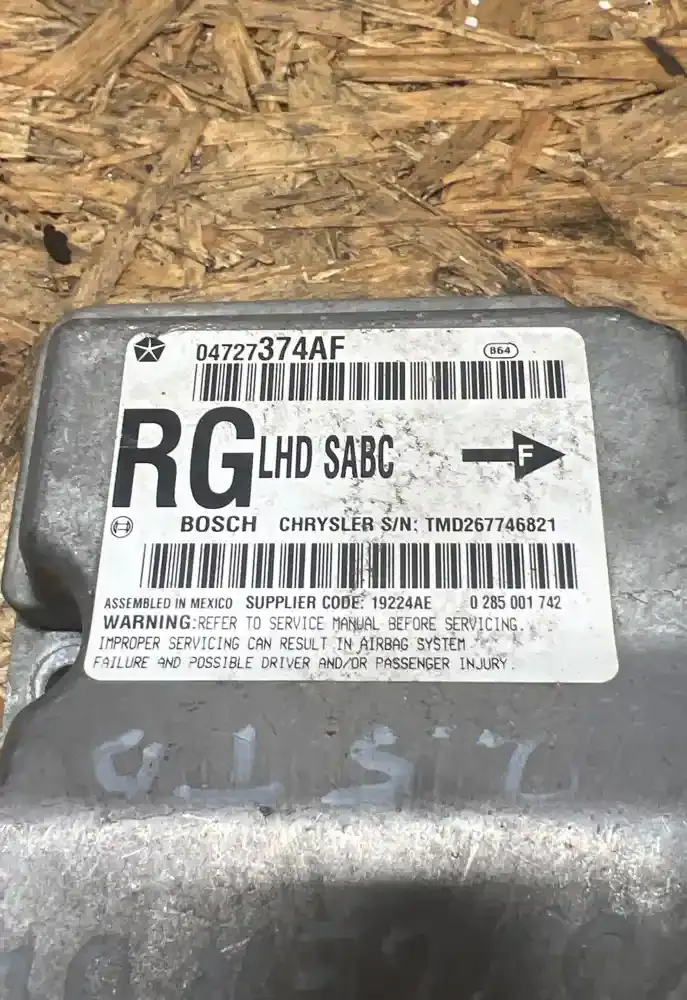 04727374AF B64
RG LHD SABC F
BOSCH CHRYSLER S/N: TMD267746821
ASSEMBLED IN MEXICO SUPPLIER CODE: 19224AE 0 285 001 742
WARNING:REFER TO SERVICE MANUAL BEFORE SERVICING.
IMPROPER SERVICING CAN RESULT IN AIRBAG SYSTEM
FAILURE AND POSSIBLE DRIVER AND/OR PASSENGER INJURY.